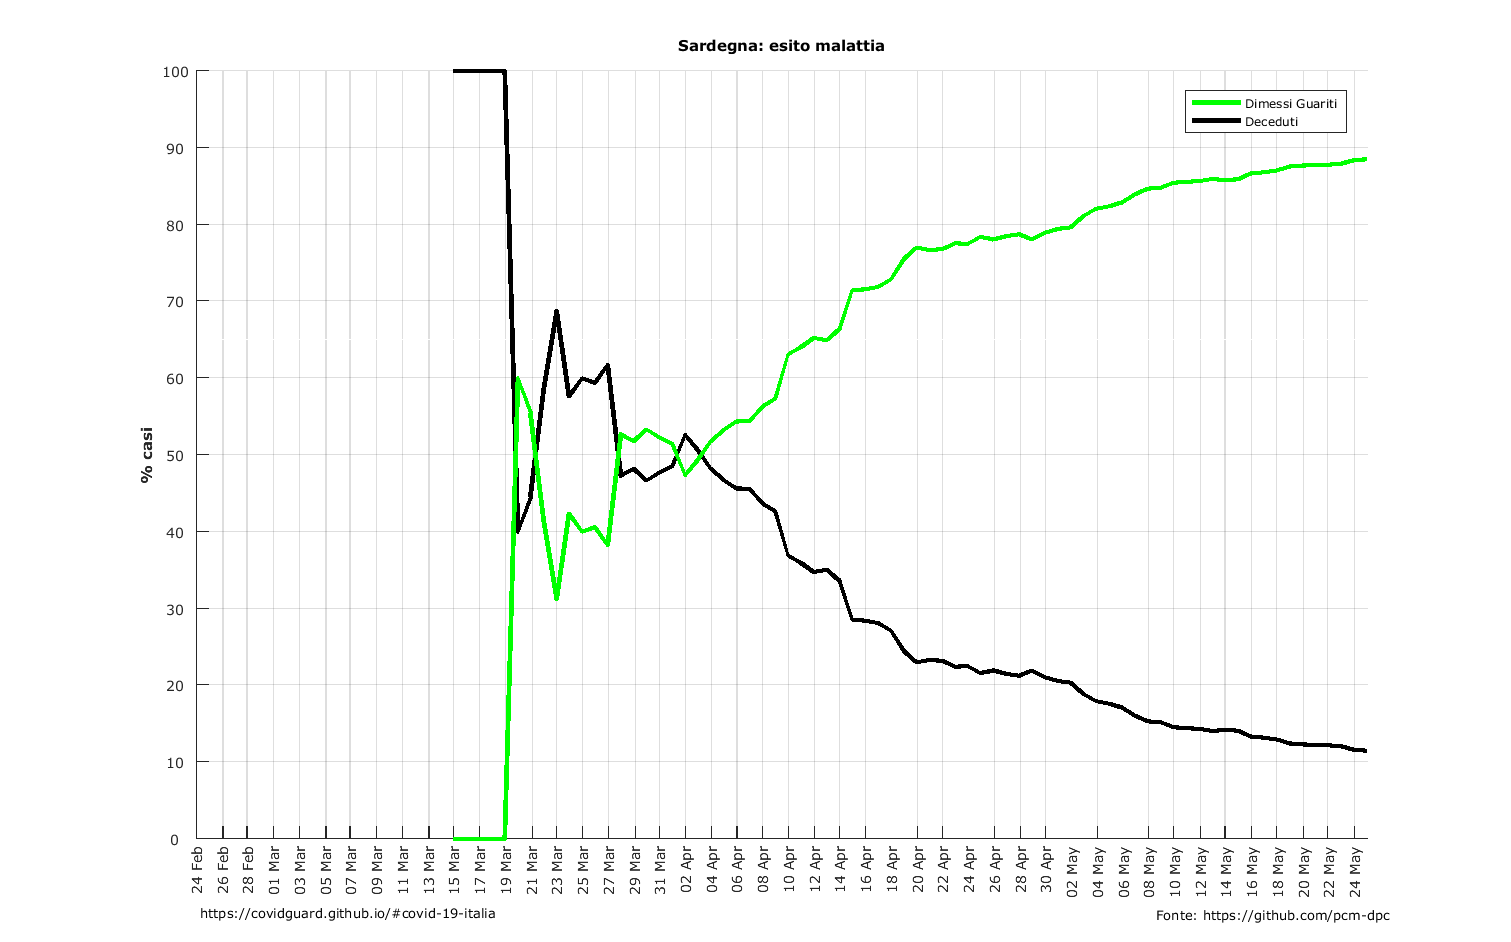 Sardegna: esito malattia
Dimessi Guariti
Deceduti
% casi
100
90
80
70
60
50
40
30
20
10
0
24 Feb
26 Feb
28 Feb
01 Mar
03 Mar
05 Mar
07 Mar
09 Mar
11 Mar
13 Mar
15 Mar
17 Mar
19 Mar
21 Mar
23 Mar
25 Mar
27 Mar
29 Mar
31 Mar
02 Apr
04 Apr
06 Apr
08 Apr
10 Apr
12 Apr
14 Apr
16 Apr
18 Apr
20 Apr
22 Apr
24 Apr
26 Apr
28 Apr
30 Apr
02 May
04 May
06 May
08 May
10 May
12 May
14 May
16 May
18 May
20 May
22 May
24 May
https://covidguard.github.io/#covid-19-italia
Fonte: https://github.com/pcm-dpc